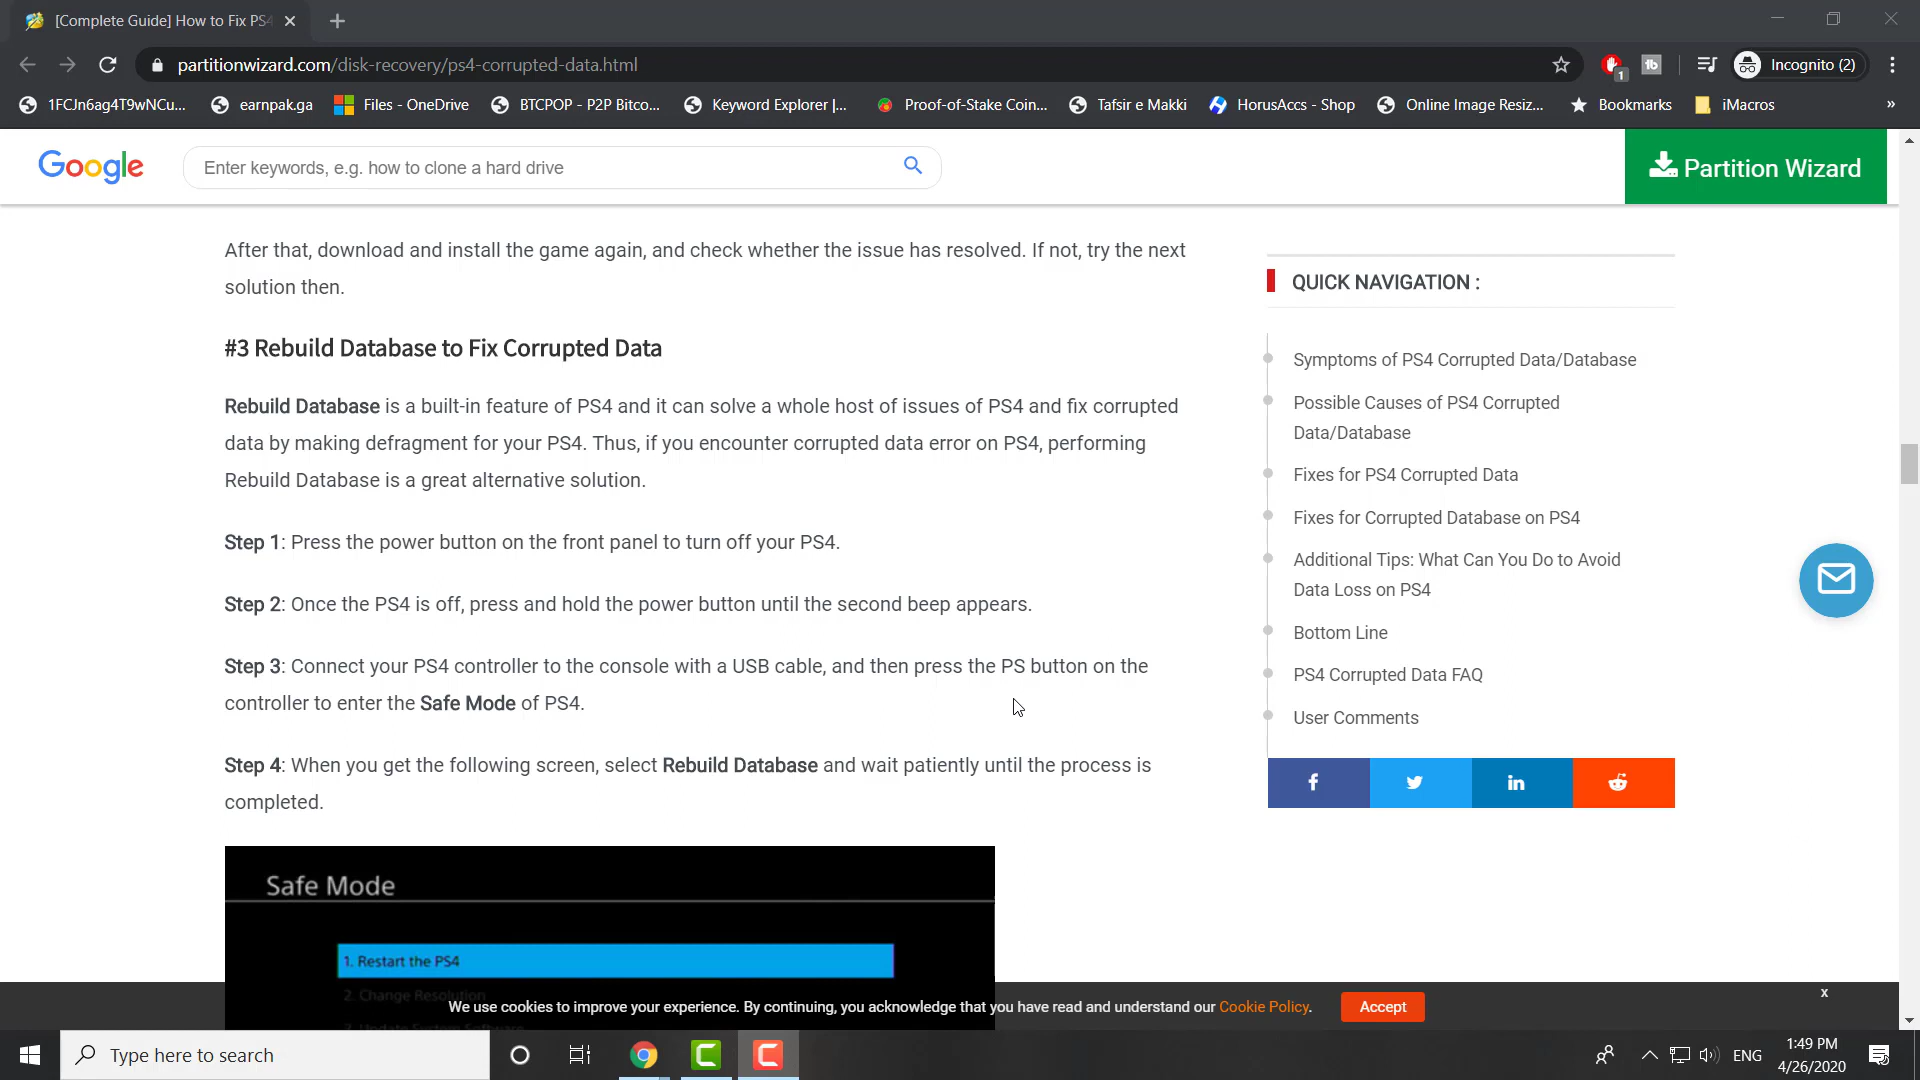 [Complete Guide] How to Fix PS4
partitionwizard.com/disk-recovery/ps4-corrupted-data.html
1
tb
Incognito (2)
1FCJn6ag4T9wNCu...
earnpak.ga
Files - OneDrive
BTCPOP - P2P Bitco...
Keyword Explorer |...
Proof-of-Stake Coin...
Tafsir e Makki
HorusAccs - Shop
Online Image Resiz...
Bookmarks
iMacros
»
Google
Enter keywords, e.g. how to clone a hard drive
Partition Wizard
After that, download and install the game again, and check whether the issue has resolved. If not, try the next
solution then.
#3 Rebuild Database to Fix Corrupted Data
Rebuild Database is a built-in feature of PS4 and it can solve a whole host of issues of PS4 and fix corrupted
data by making defragment for your PS4. Thus, if you encounter corrupted data error on PS4, performing
Rebuild Database is a great alternative solution.
Step 1: Press the power button on the front panel to turn off your PS4.
Step 2: Once the PS4 is off, press and hold the power button until the second beep appears.
Step 3: Connect your PS4 controller to the console with a USB cable, and then press the PS button on the
controller to enter the Safe Mode of PS4.
Step 4: When you get the following screen, select Rebuild Database and wait patiently until the process is
completed.
Safe Mode
1. Restart the PS4
2. Change Resolution
3. Update System Software
QUICK NAVIGATION :
Symptoms of PS4 Corrupted Data/Database
Possible Causes of PS4 Corrupted
Data/Database
Fixes for PS4 Corrupted Data
Fixes for Corrupted Database on PS4
Additional Tips: What Can You Do to Avoid
Data Loss on PS4
Bottom Line
PS4 Corrupted Data FAQ
User Comments
f
in
We use cookies to improve your experience. By continuing, you acknowledge that you have read and understand our Cookie Policy.
Accept
x
Type here to search
ENG
1:49 PM
4/26/2020